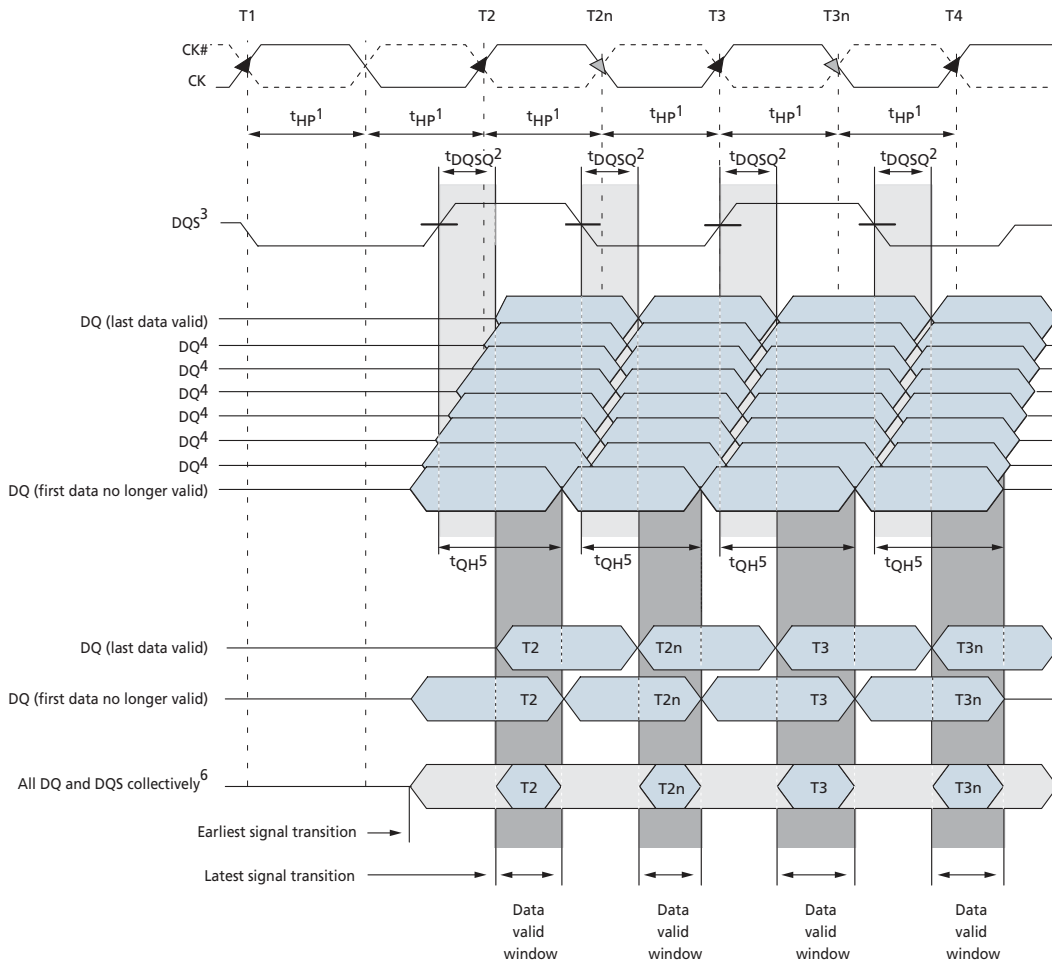 T1 T2 T2n T3 T3n T4
CK#
CK
tHP1 tHP1 tHP1 tHP1 tHP1 tHP1
tDQSQ2 tDQSQ2 tDQSQ2 tDQSQ2
DQS3
DQ (last data valid)
DQ4
DQ4
DQ4
DQ4
DQ4
DQ4
DQ (first data no longer valid)
tQH5 tQH5 tQH5 tQH5
DQ (last data valid) T2 T2n T3 T3n
DQ (first data no longer valid) T2 T2n T3 T3n
All DQ and DQS collectively6 T2 T2n T3 T3n
Earliest signal transition
Latest signal transition
Data valid window
Data valid window
Data valid window
Data valid window